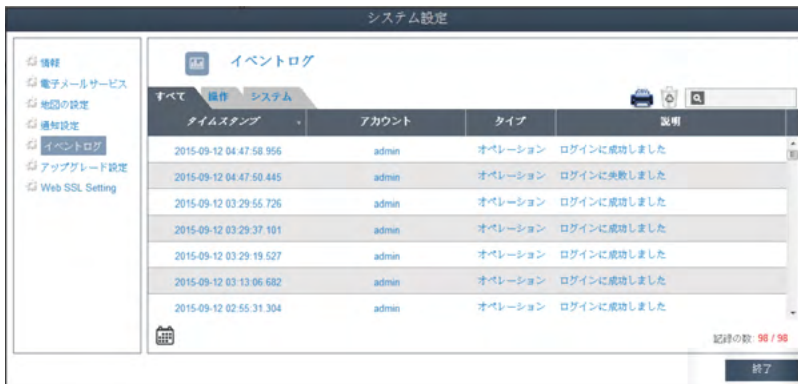 システム設定
情報
電子メールサービス
地図の設定
通知設定
イベントログ
アップグレード設定
Web SSL Setting
イベントログ
すべて 操作 システム
タイムスタンプ アカウント タイプ 説明
2015-09-12 04:47:58.956 admin オペレーション ログインに成功しました
2015-09-12 04:47:50.445 admin オペレーション ログインに失敗しました
2015-09-12 03:29:55.726 admin オペレーション ログインに成功しました
2015-09-12 03:29:37.101 admin オペレーション ログインに成功しました
2015-09-12 03:29:19.527 admin オペレーション ログインに成功しました
2015-09-12 03:13:06.682 admin オペレーション ログインに成功しました
2015-09-12 02:55:31.304 admin オペレーション ログインに成功しました
記録の数: 98 / 98
終了